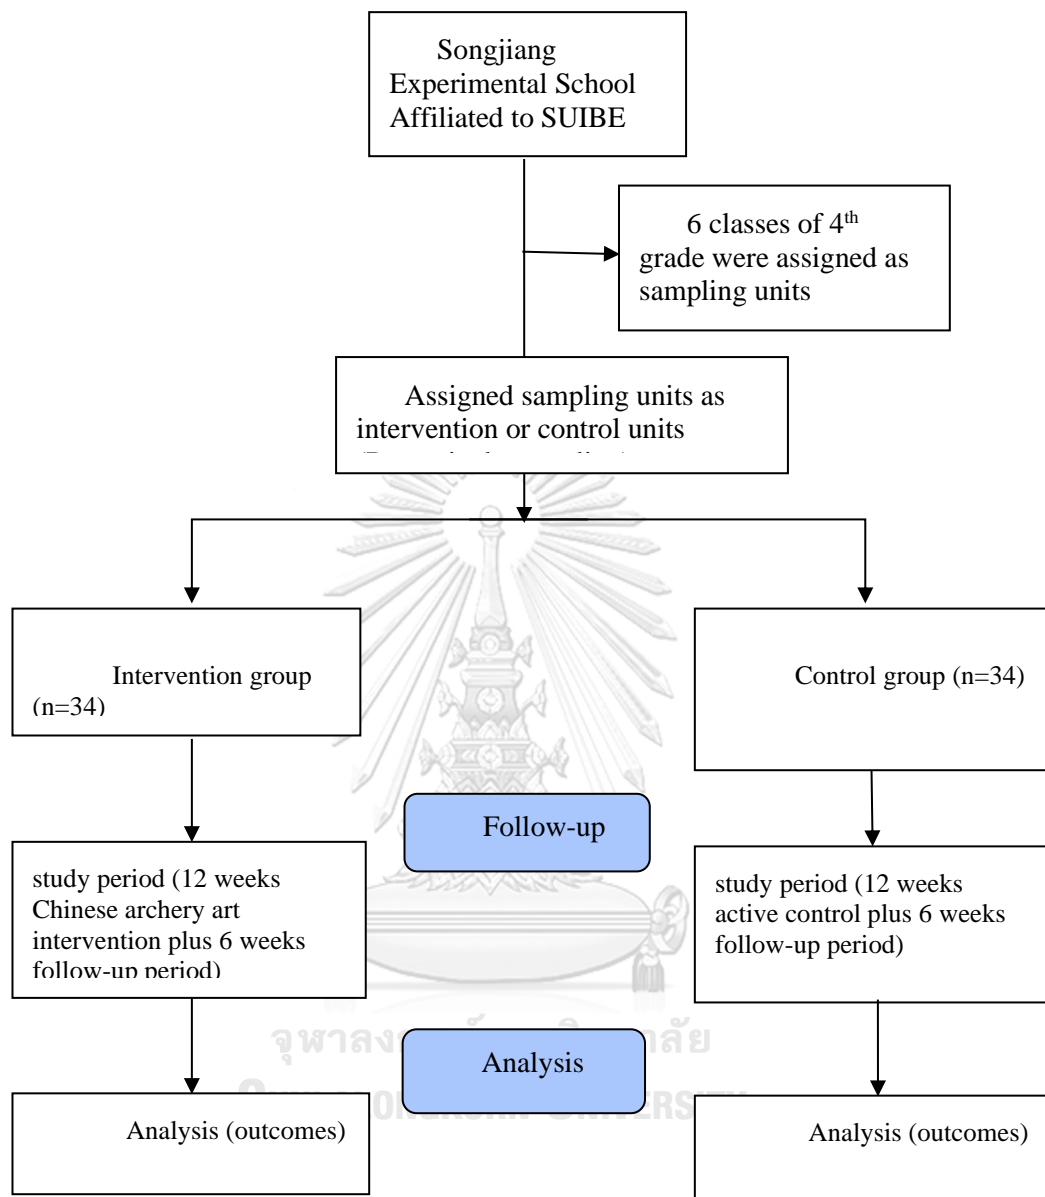 Songjiang
Experimental School
Affiliated to SUIBE
6 classes of 4th
grade were assigned as
sampling units
Assigned sampling units as
intervention or control units
Intervention group
(n=34)
Control group (n=34)
Follow-up
study period (12 weeks
Chinese archery art
intervention plus 6 weeks
follow-up period)
study period (12 weeks
active control plus 6 weeks
follow-up period)
Analysis
Analysis (outcomes)
Analysis (outcomes)